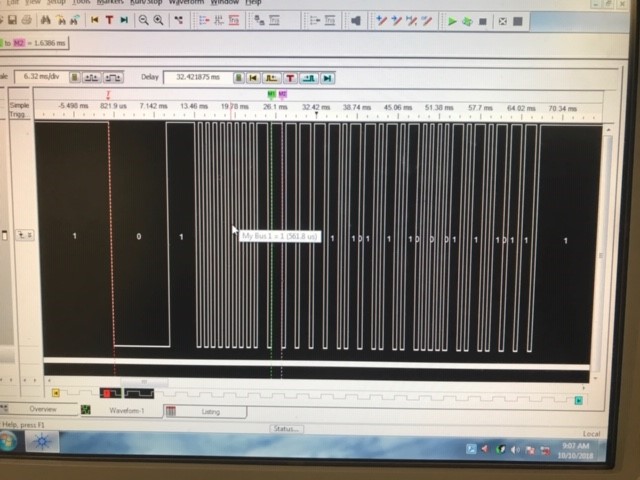 Edit View Setup Tools Markers Run/Stop Waveform Window Help
to M2 = 1.6386 ms
ale 6.32 ms/div Delay 32.421875 ms
M1 M2
Simple Trigg -5.498 ms 821.9 us 7.142 ms 13.46 ms 19.78 ms 26.1 ms 32.42 ms 38.74 ms 45.06 ms 51.38 ms 57.7 ms 64.02 ms 70.34 ms
1 0 1 1 1 0 1 1 1 0 0 0 1 1 1 0 1 1
My Bus 1 = 1 (561.8 us)
Overview Waveform-1 Listing
Help, press F1 Status... Local
9:07 AM
10/10/2018